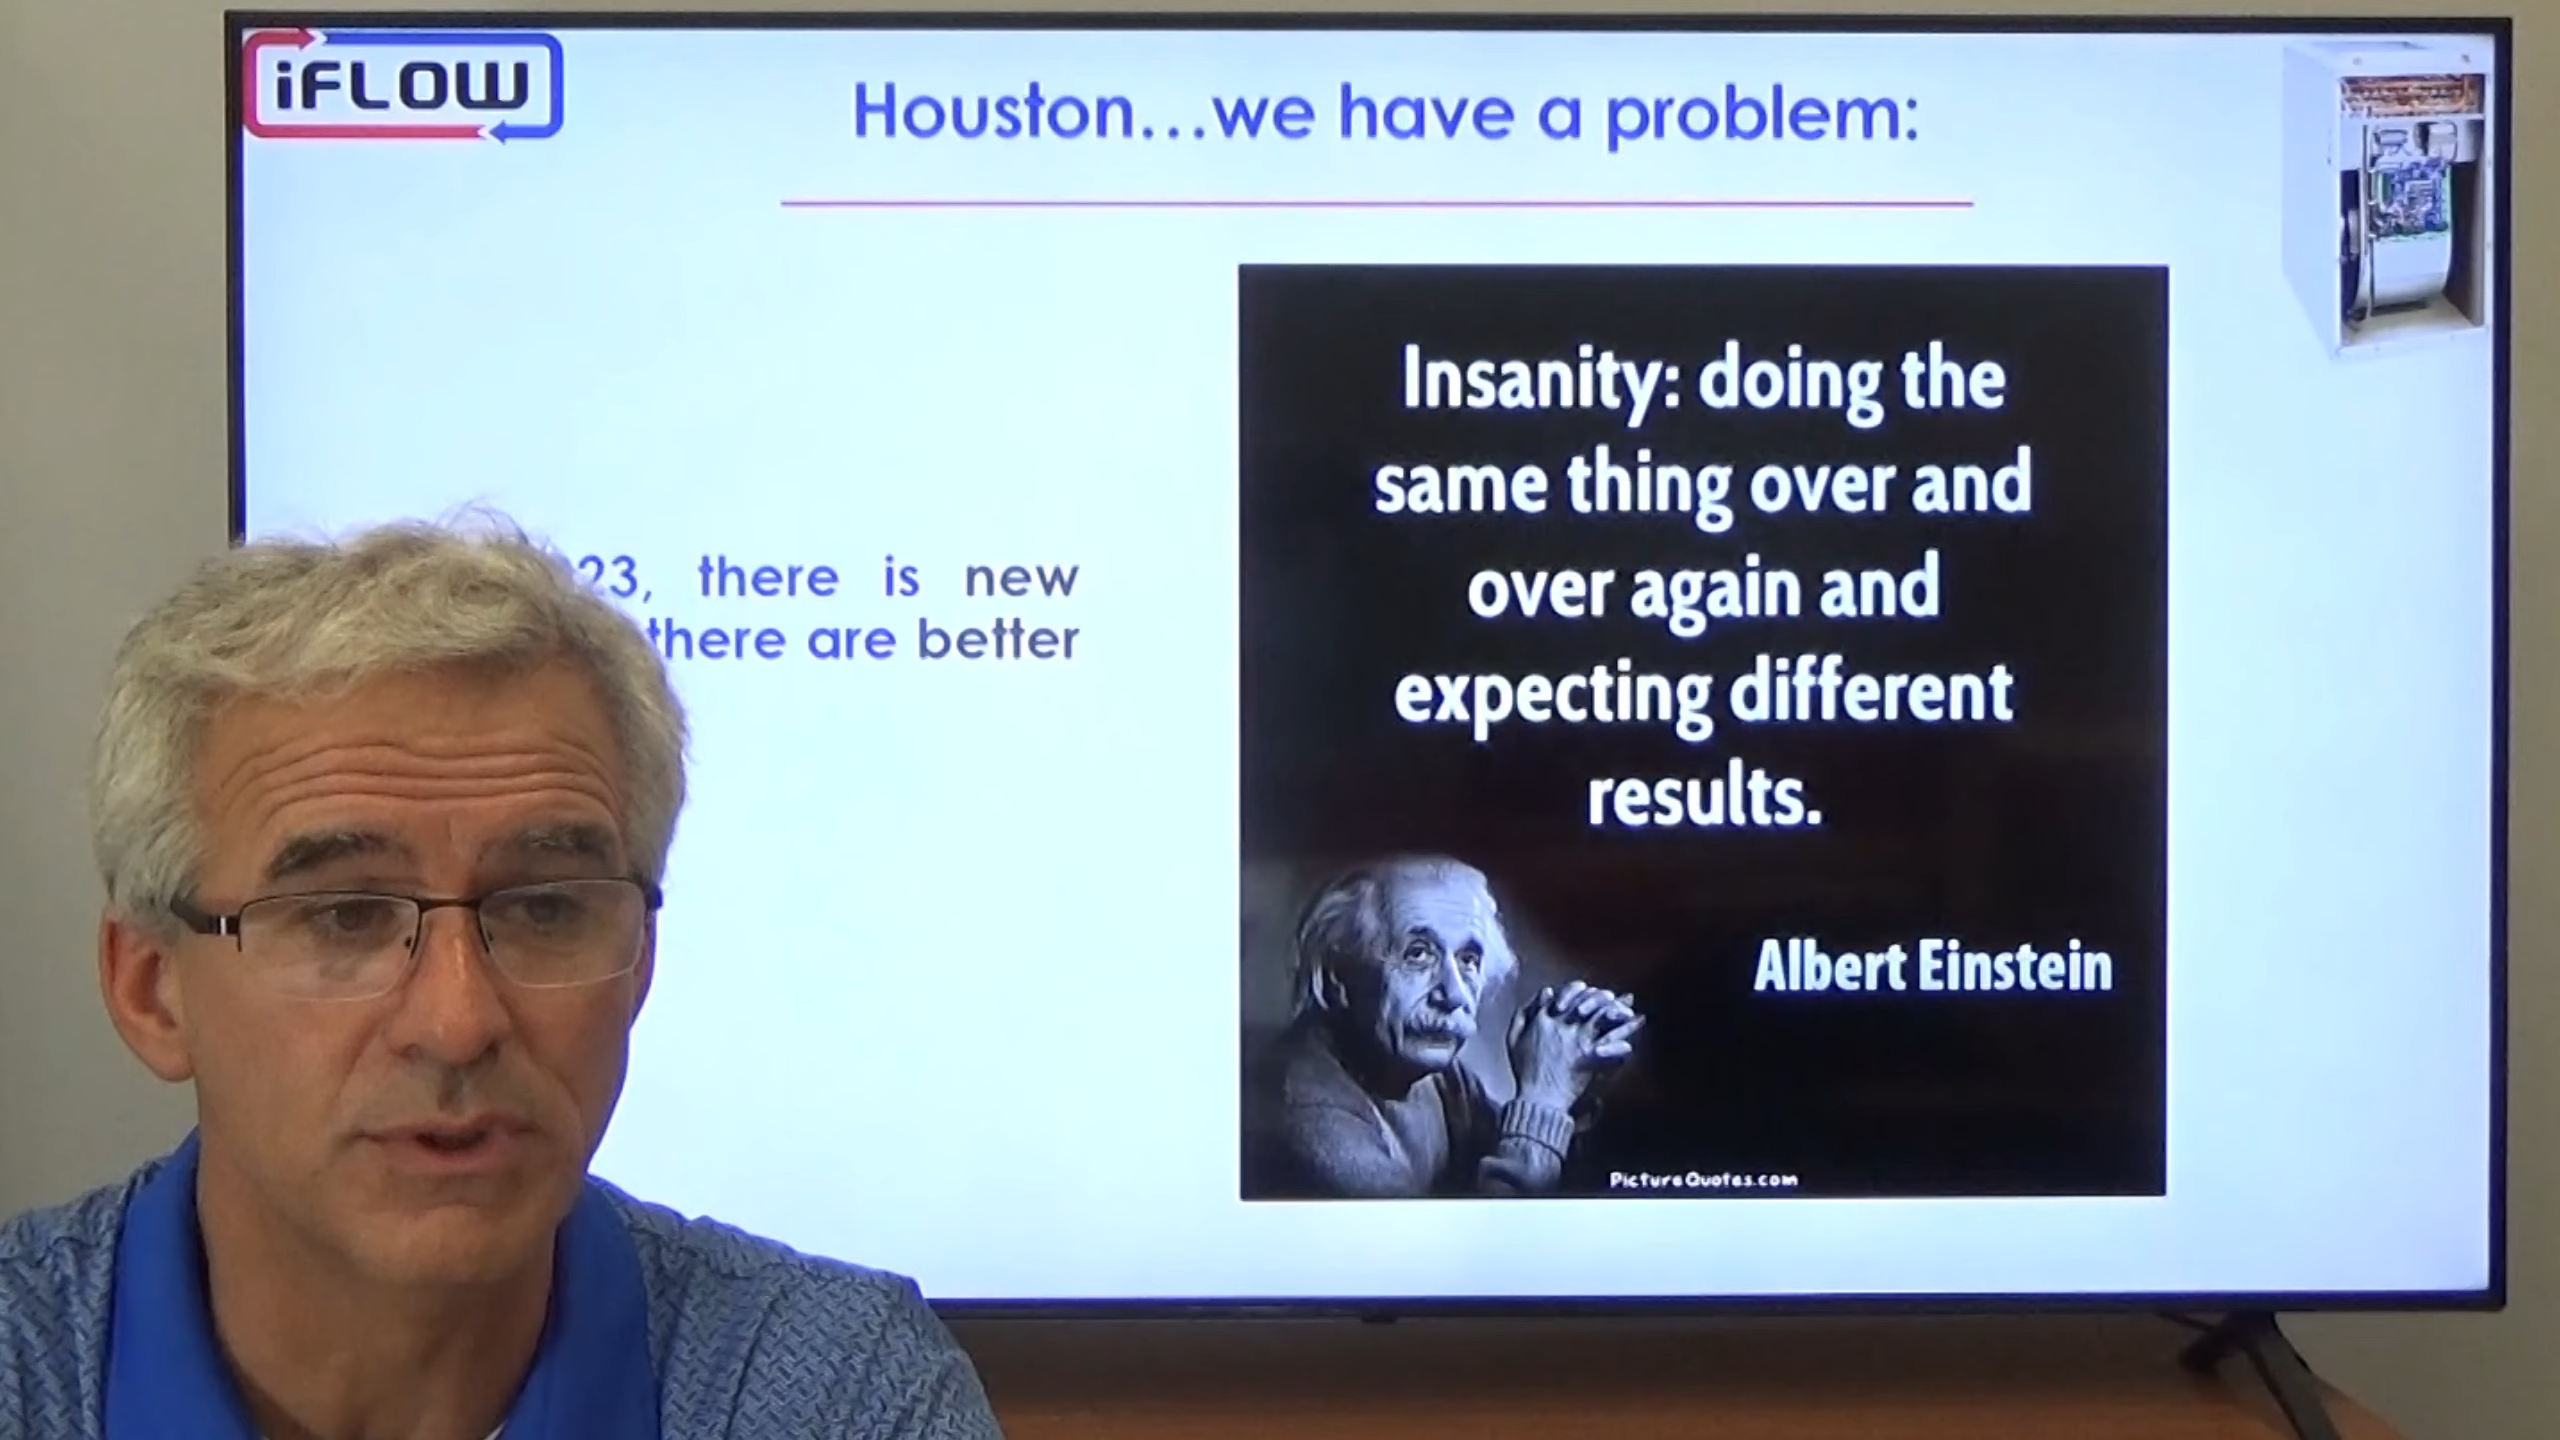 iFLOW
Houston...we have a problem:
23, there is new
there are better
Insanity: doing the
same thing over and
over again and
expecting different
results.
Albert Einstein
PictureQuotes.com